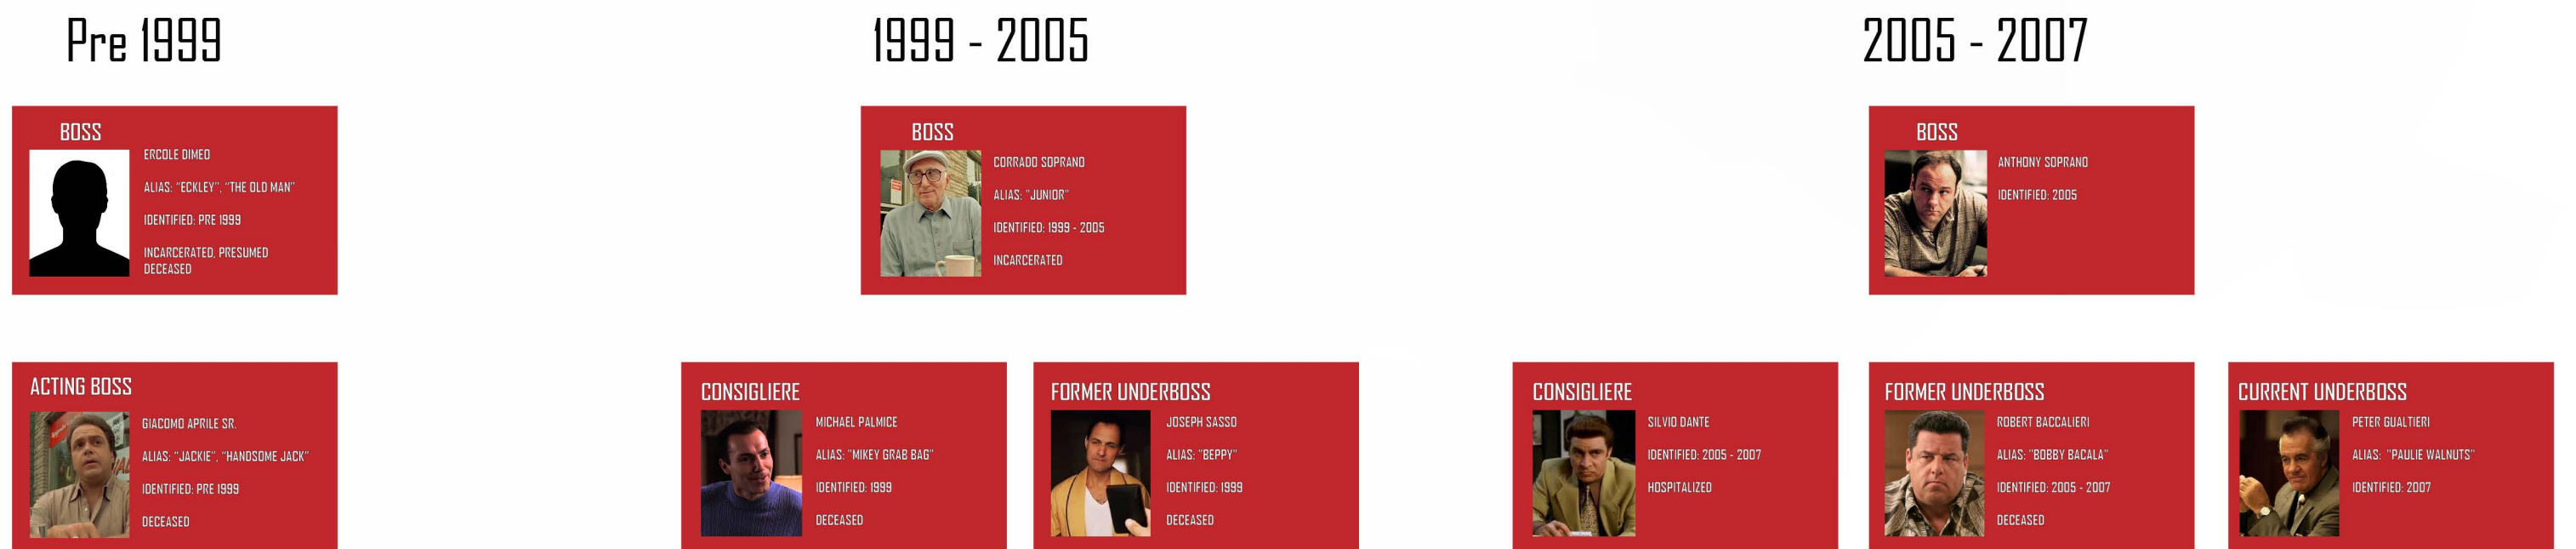 Pre 1999
1999 - 2005
2005 - 2007
BOSS
ERCOLE DIMEO
ALIAS: "ECKLEY", "THE OLD MAN"
IDENTIFIED: PRE 1999
INCARCERATED, PRESUMED
DECEASED
BOSS
CORRADO SOPRANO
ALIAS: "JUNIOR"
IDENTIFIED: 1999 - 2005
INCARCERATED
BOSS
ANTHONY SOPRANO
IDENTIFIED: 2005
ACTING BOSS
GIACOMO APRILE SR.
ALIAS: "JACKIE", "HANDSOME JACK"
IDENTIFIED: PRE 1999
DECEASED
CONSIGLIERE
MICHAEL PALMICE
ALIAS: "MIKEY GRAB BAG"
IDENTIFIED: 1999
DECEASED
FORMER UNDERBOSS
JOSEPH SASSO
ALIAS: "BEPPY"
IDENTIFIED: 1999
DECEASED
CONSIGLIERE
SILVIO DANTE
IDENTIFIED: 2005 - 2007
HOSPITALIZED
FORMER UNDERBOSS
ROBERT BACCALIERI
ALIAS: "BOBBY BACALA"
IDENTIFIED: 2005 - 2007
DECEASED
CURRENT UNDERBOSS
PETER GUALTIERI
ALIAS: "PAULIE WALNUTS"
IDENTIFIED: 2007